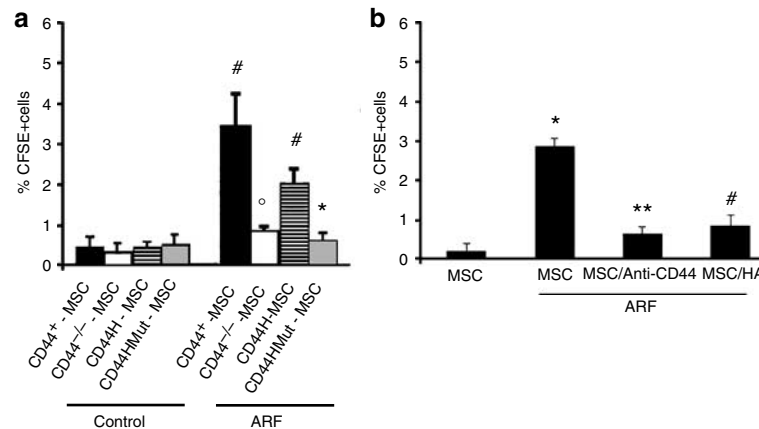 a
% CFSE+cells
6
5
4
3
2
1
0
#
°
#
*
CD44+ - MSC
CD44−/− - MSC
CD44H - MSC
CD44HMut - MSC
CD44+ -MSC
CD44−/− -MSC
CD44H-MSC
CD44HMut - MSC
Control
ARF
b
% CFSE+cells
6
5
4
3
2
1
0
*
**
#
MSC
MSC
MSC/Anti-CD44
MSC/HA
ARF